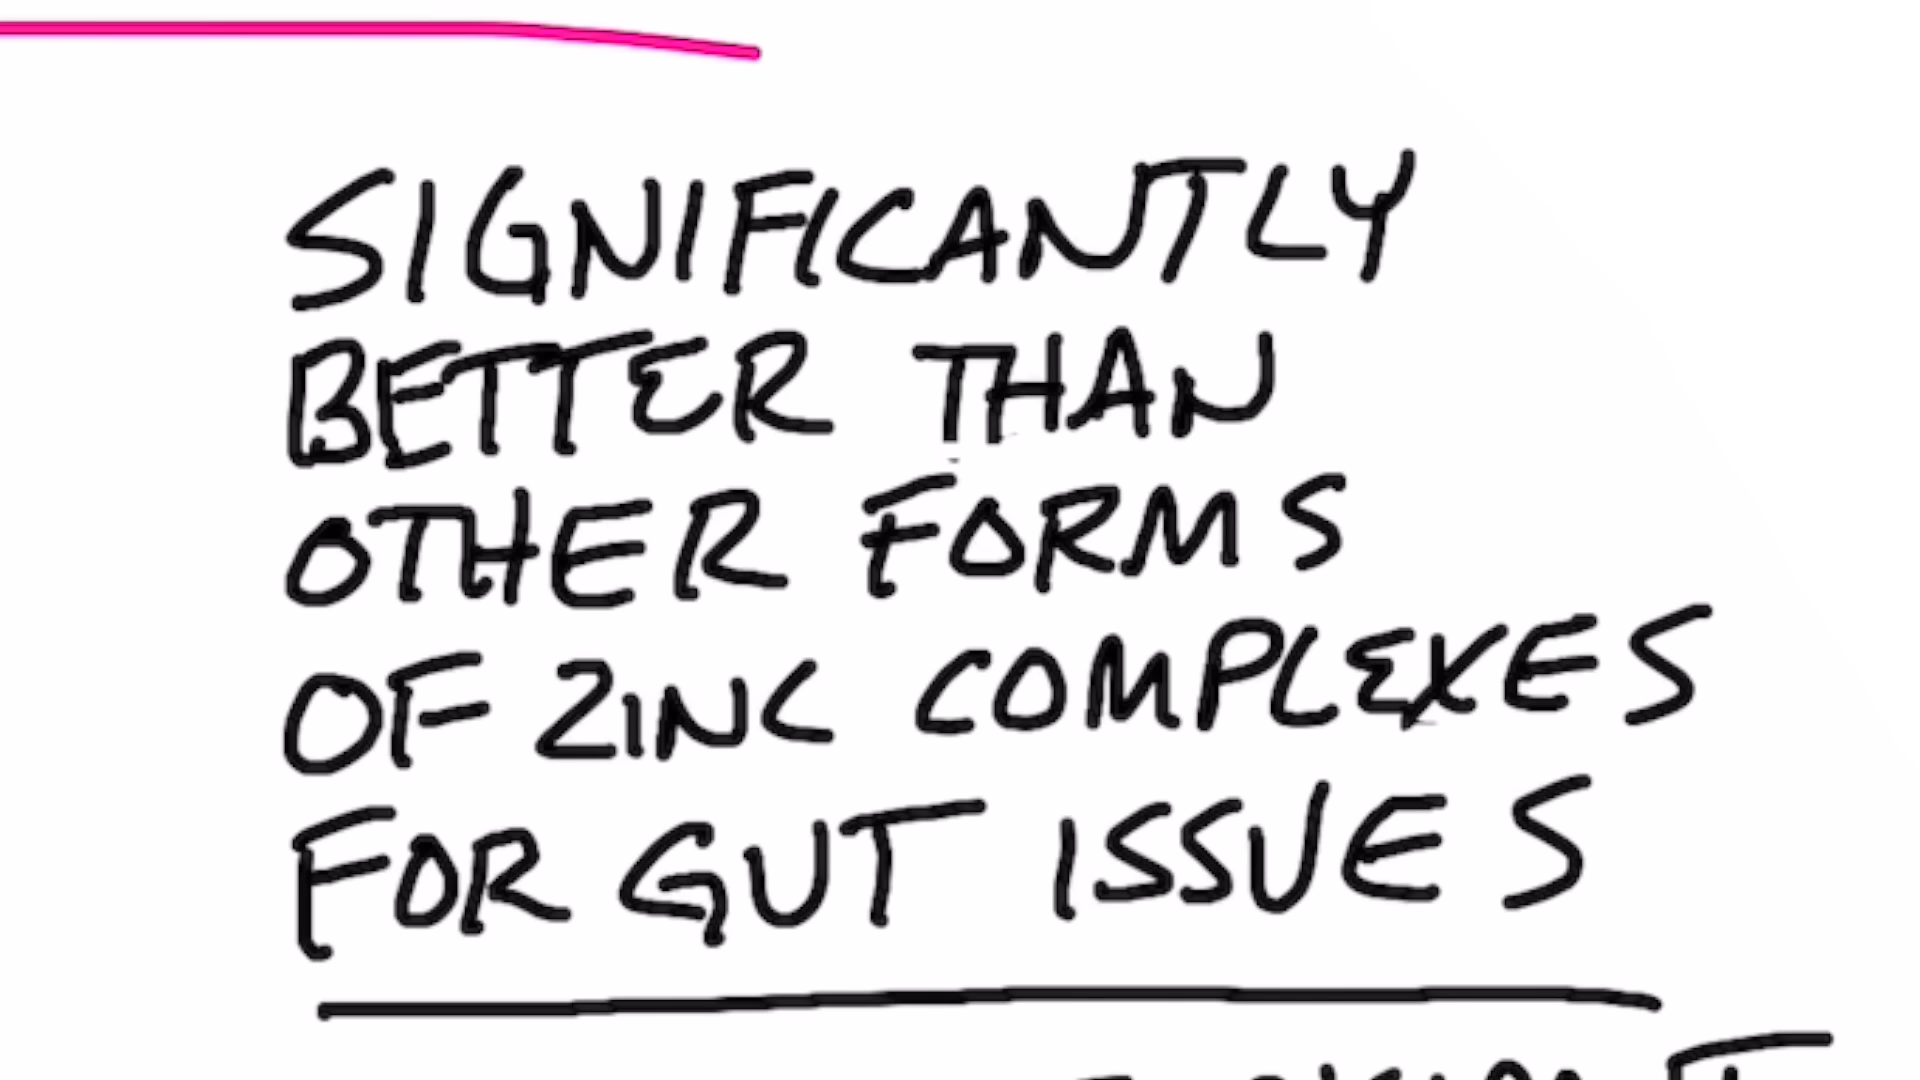 SIGNIFICANTLY
BETTER THAN
OTHER FORMS
OF ZINC COMPLEXES
FOR GUT ISSUES